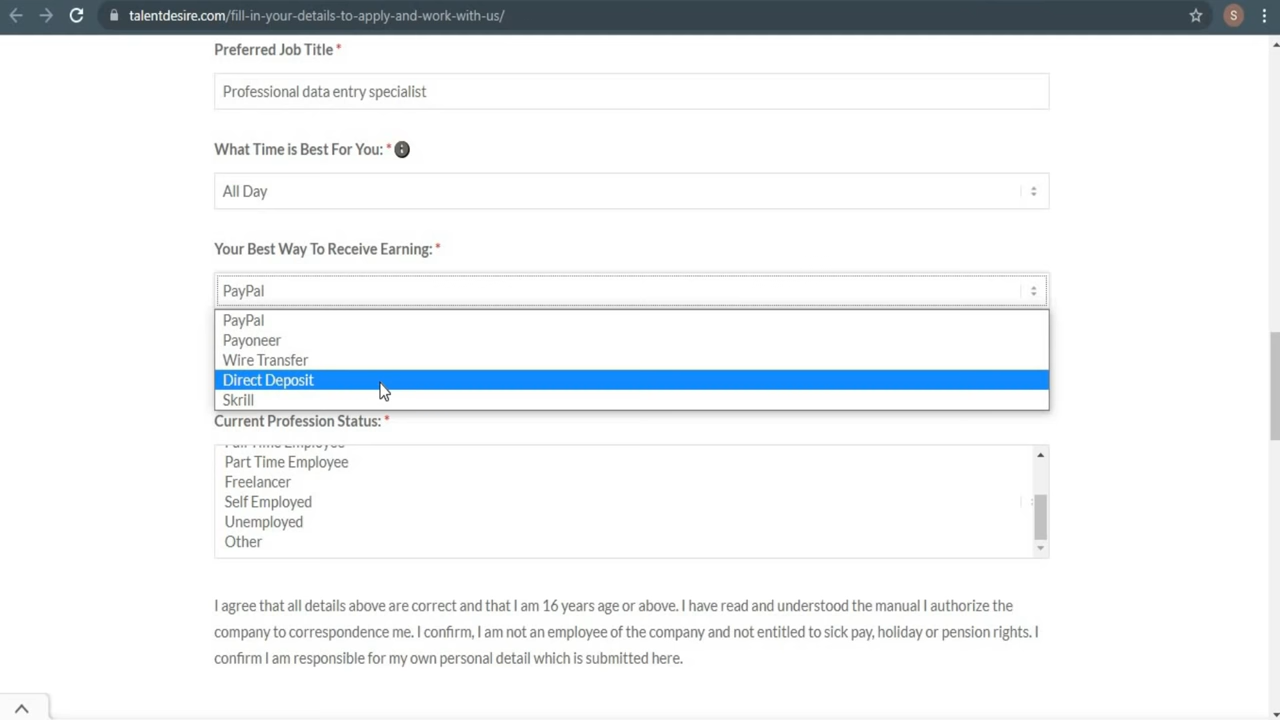 talentdesire.com/fill-in-your-details-to-apply-and-work-with-us/
S
Preferred Job Title *
Professional data entry specialist
What Time is Best For You: *
All Day
Your Best Way To Receive Earning: *
PayPal
PayPal
Payoneer
Wire Transfer
Direct Deposit
Skrill
Current Profession Status: *
Full Time Employee
Part Time Employee
Freelancer
Self Employed
Unemployed
Other
I agree that all details above are correct and that I am 16 years age or above. I have read and understood the manual I authorize the
company to correspondence me. I confirm, I am not an employee of the company and not entitled to sick pay, holiday or pension rights. I
confirm I am responsible for my own personal detail which is submitted here.